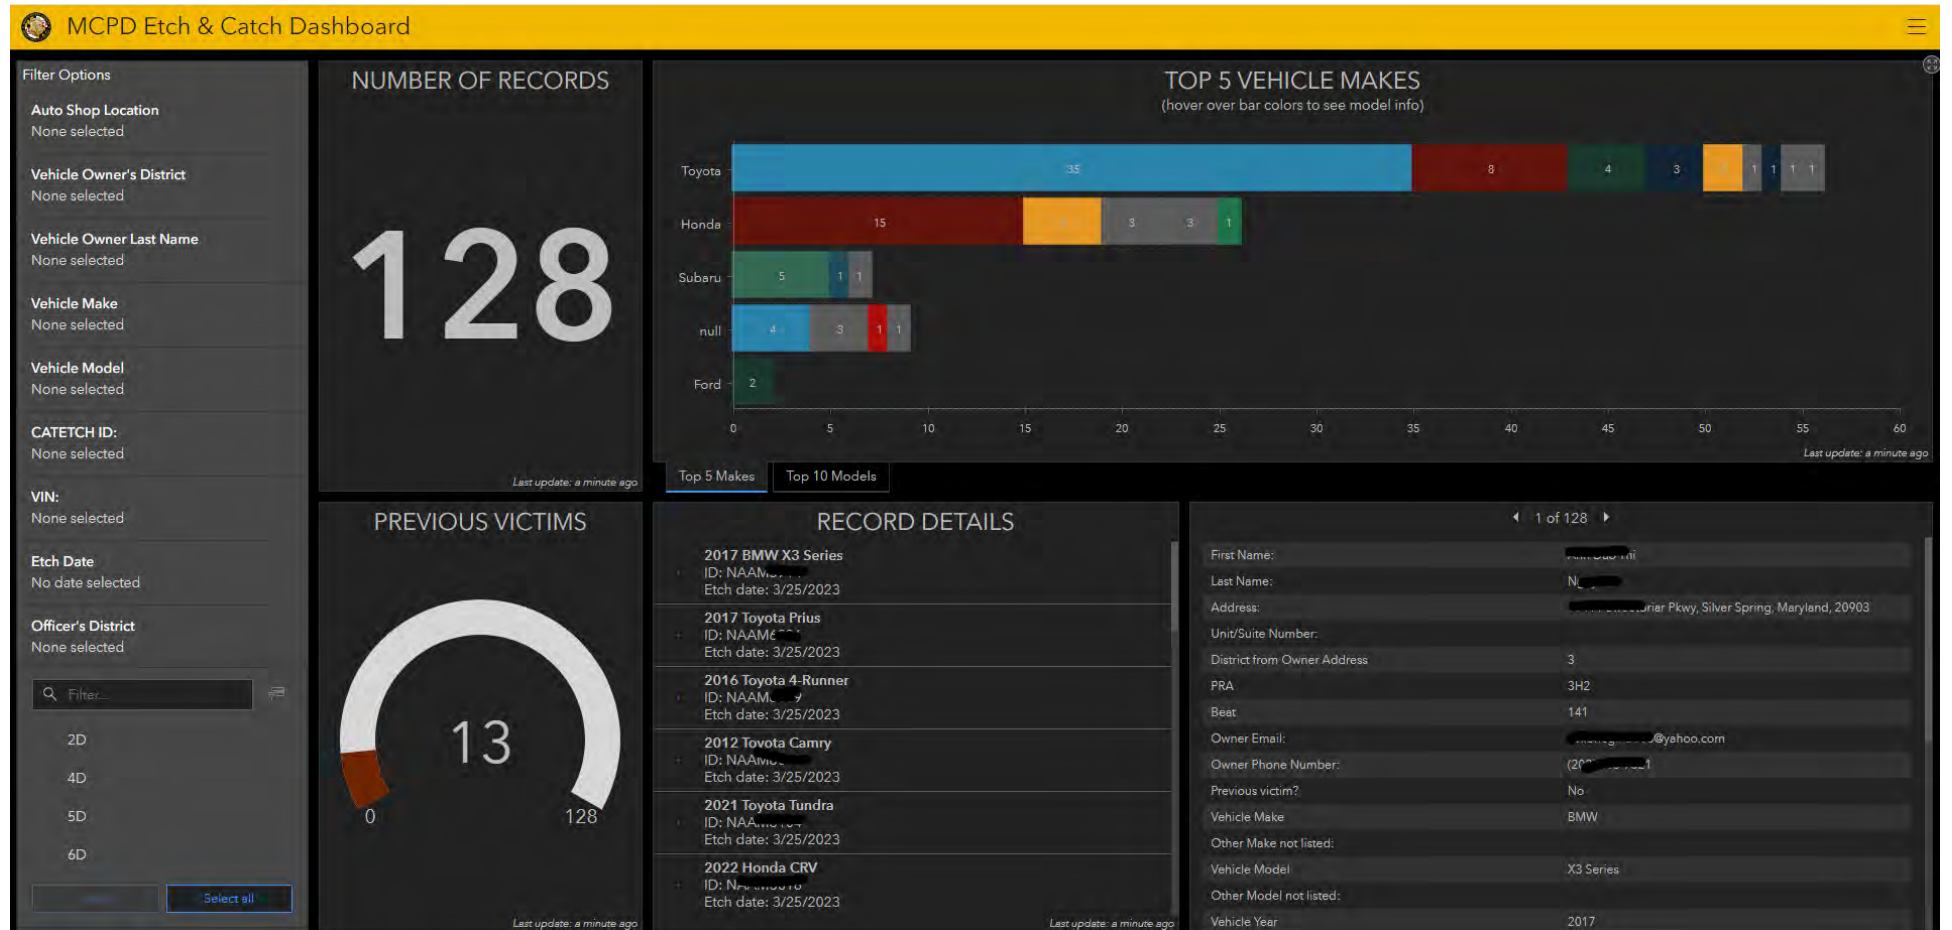 MCPD Etch & Catch Dashboard
Filter Options
Auto Shop Location
None selected
Vehicle Owner's District
None selected
Vehicle Owner Last Name
None selected
Vehicle Make
None selected
Vehicle Model
None selected
CATETCH ID:
None selected
VIN:
None selected
Etch Date
No date selected
Officer's District
None selected
Filter...
2D
4D
5D
6D
Select all
NUMBER OF RECORDS
128
Last update: a minute ago
PREVIOUS VICTIMS
13
0
128
Last update: a minute ago
TOP 5 VEHICLE MAKES
(hover over bar colors to see model info)
Toyota 35 8 4 3 1 1 1 1
Honda 15 3 3 1
Subaru 5 1 1
null 4 3 1 1
Ford 2
0 5 10 15 20 25 30 35 40 45 50 55 60
Last update: a minute ago
Top 5 Makes Top 10 Models
RECORD DETAILS
2017 BMW X3 Series
ID:
Etch date: 3/25/2023
2017 Toyota Prius
ID:
Etch date: 3/25/2023
2016 Toyota 4-Runner
ID:
Etch date: 3/25/2023
2012 Toyota Camry
ID:
Etch date: 3/25/2023
2021 Toyota Tundra
ID:
Etch date: 3/25/2023
2022 Honda CRV
ID:
Etch date: 3/25/2023
Last update: a minute ago
1 of 128
First Name:
Last Name:
Address: Pkwy, Silver Spring, Maryland, 20903
Unit/Suite Number:
District from Owner Address 3
PRA 3H2
Beat 141
Owner Email: @yahoo.com
Owner Phone Number:
Previous victim? No
Vehicle Make BMW
Other Make not listed:
Vehicle Model X3 Series
Other Model not listed:
Vehicle Year 2017